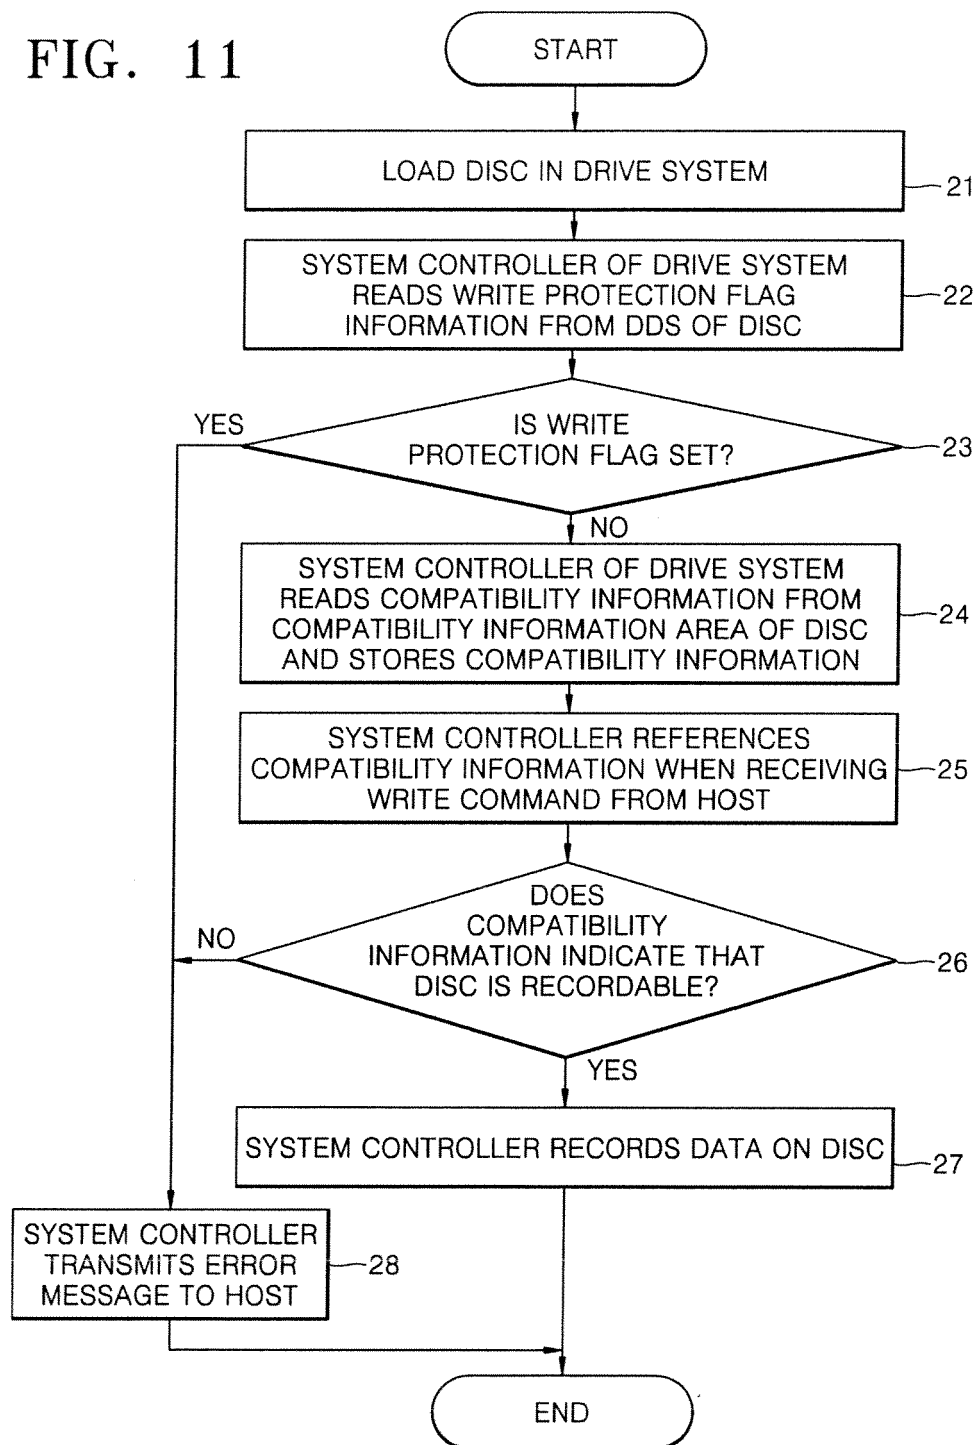 FIG. 11
START
LOAD DISC IN DRIVE SYSTEM
21
SYSTEM CONTROLLER OF DRIVE SYSTEM
READS WRITE PROTECTION FLAG
INFORMATION FROM DDS OF DISC
22
YES
IS WRITE
PROTECTION FLAG SET?
23
NO
SYSTEM CONTROLLER OF DRIVE SYSTEM
READS COMPATIBILITY INFORMATION FROM
COMPATIBILITY INFORMATION AREA OF DISC
AND STORES COMPATIBILITY INFORMATION
24
SYSTEM CONTROLLER REFERENCES
COMPATIBILITY INFORMATION WHEN RECEIVING
WRITE COMMAND FROM HOST
25
NO
DOES
COMPATIBILITY
INFORMATION INDICATE THAT
DISC IS RECORDABLE?
26
YES
SYSTEM CONTROLLER RECORDS DATA ON DISC
27
SYSTEM CONTROLLER
TRANSMITS ERROR
MESSAGE TO HOST
28
END